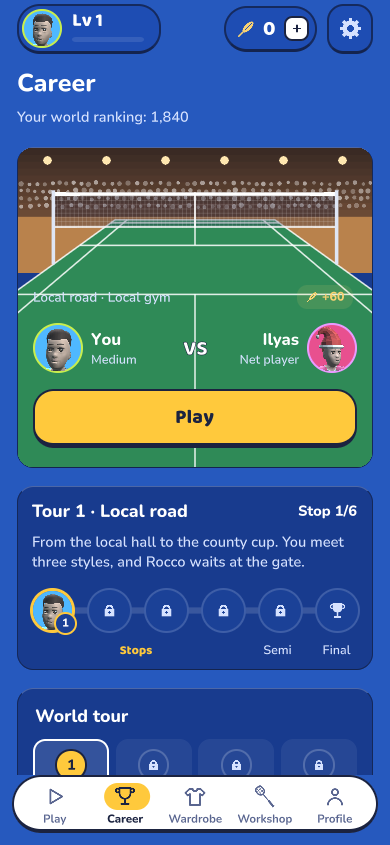 Lv 1
0
+
Career
Your world ranking: 1,840
Local road · Local gym
+60
You
Medium
VS
Ilyas
Net player
Play
Tour 1 · Local road
Stop 1/6
From the local hall to the county cup. You meet
three styles, and Rocco waits at the gate.
1
Stops
Semi
Final
World tour
1
Play
Career
Wardrobe
Workshop
Profile